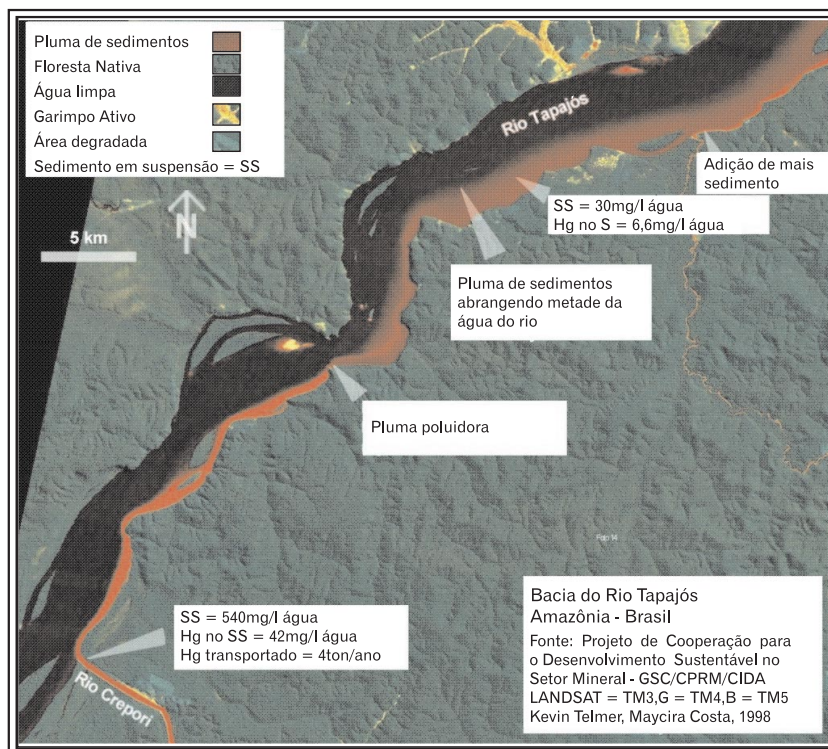 Pluma de sedimentos
Floresta Nativa
Água limpa
Garimpo Ativo
Área degradada
Sedimento em suspensão = SS
N
5 km
Rio Tapajós
Adição de mais
sedimento
SS = 30mg/l água
Hg no S = 6,6mg/l água
Pluma de sedimentos
abrangendo metade da
água do rio
Pluma poluidora
SS = 540mg/l água
Hg no SS = 42mg/l água
Hg transportado = 4ton/ano
Rio Crepori
Bacia do Rio Tapajós
Amazônia - Brasil
Fonte: Projeto de Cooperação para
o Desenvolvimento Sustentável no
Setor Mineral - GSC/CPRM/CIDA
LANDSAT = TM3,G = TM4,B = TM5
Kevin Telmer, Maycira Costa, 1998